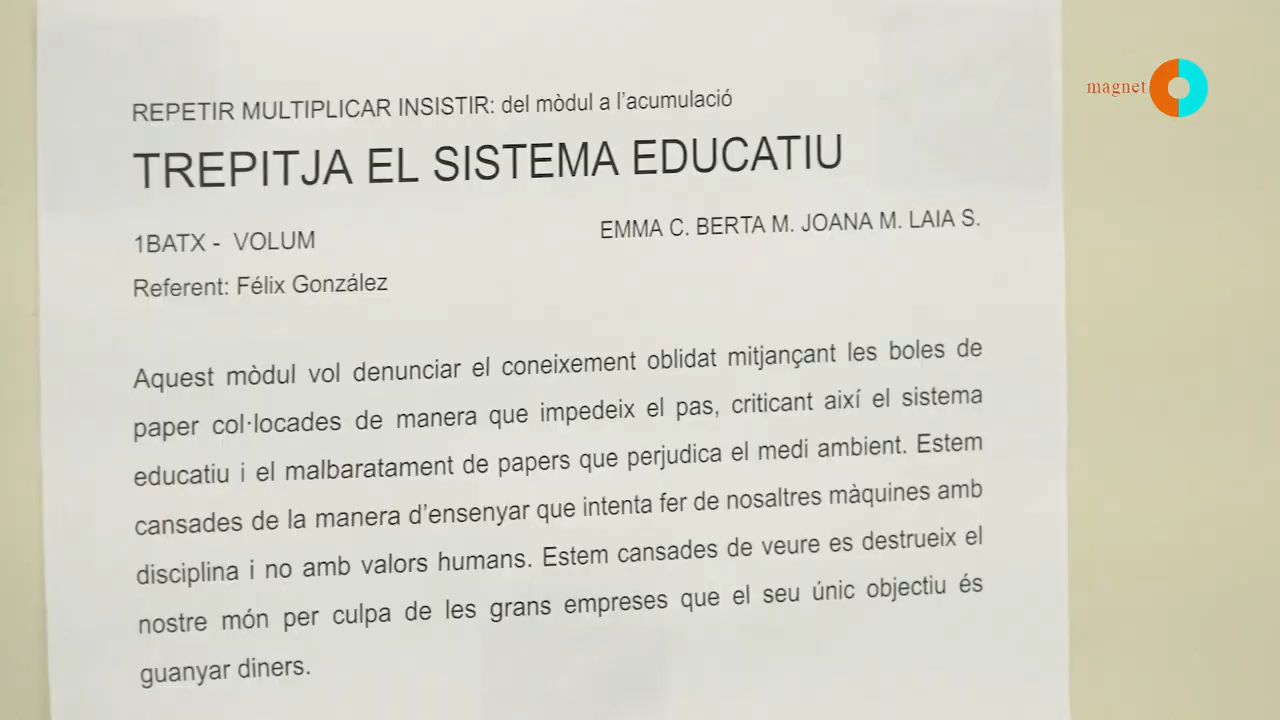 magnet
REPETIR MULTIPLICAR INSISTIR: del mòdul a l'acumulació
TREPITJA EL SISTEMA EDUCATIU
1BATX - VOLUM
EMMA C. BERTA M. JOANA M. LAIA S.
Referent: Félix González
Aquest mòdul vol denunciar el coneixement oblidat mitjançant les boles de
paper col·locades de manera que impedeix el pas, criticant així el sistema
educatiu i el malbaratament de papers que perjudica el medi ambient. Estem
cansades de la manera d'ensenyar que intenta fer de nosaltres màquines amb
disciplina i no amb valors humans. Estem cansades de veure es destrueix el
nostre món per culpa de les grans empreses que el seu únic objectiu és
guanyar diners.